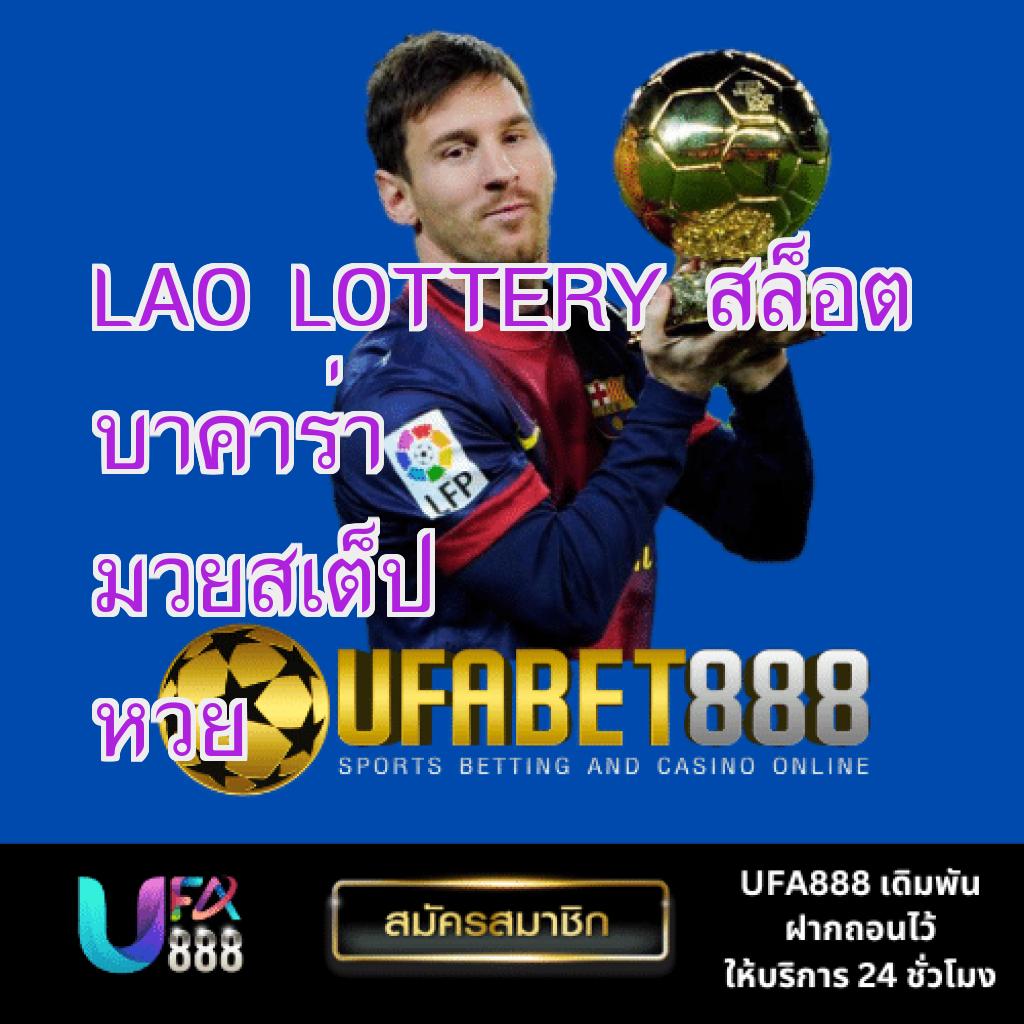 LAO LOTTERY สล็อต
บาคาร่า
LFP
มวยสเต็ป
หวย
UFABET888
SPORTS BETTING AND CASINO ONLINE
UFA
888
สมัครสมาชิก
UFA888 เดิมพัน
ฝากถอนไว้
ให้บริการ 24 ชั่วโมง